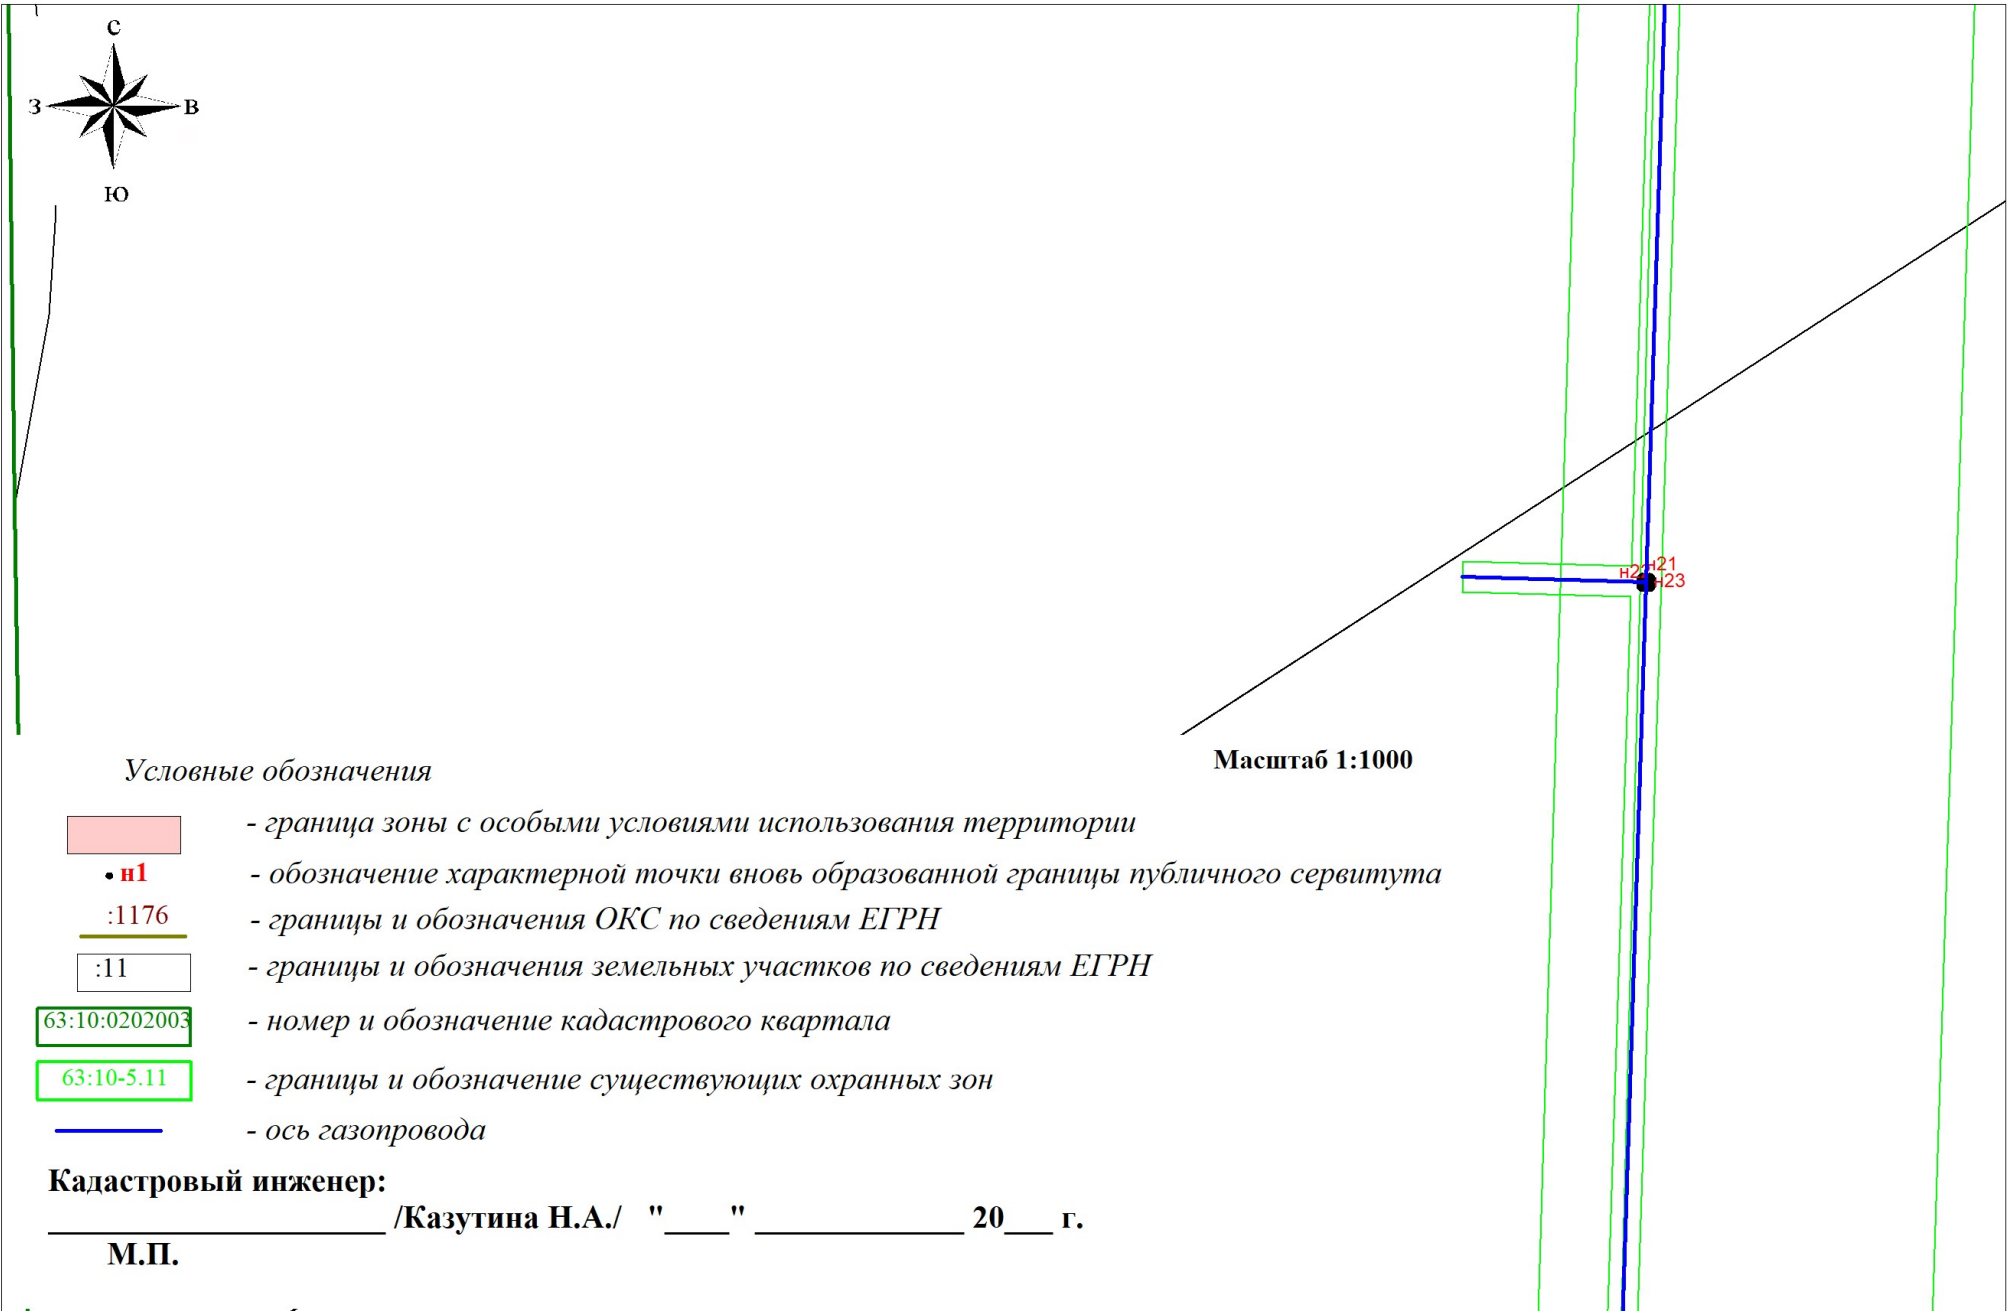 С
З В
Ю
н21
н23
Масштаб 1:1000
Условные обозначения
- граница зоны с особыми условиями использования территории
н1 - обозначение характерной точки вновь образованной границы публичного сервитута
:1176 - границы и обозначения ОКС по сведениям ЕГРН
:11 - границы и обозначения земельных участков по сведениям ЕГРН
63:10:0202003 - номер и обозначение кадастрового квартала
63:10-5.11 - границы и обозначение существующих охранных зон
- ось газопровода
Кадастровый инженер:
_____________________ /Казутина Н.А./ "____" _____________ 20___ г.
М.П.